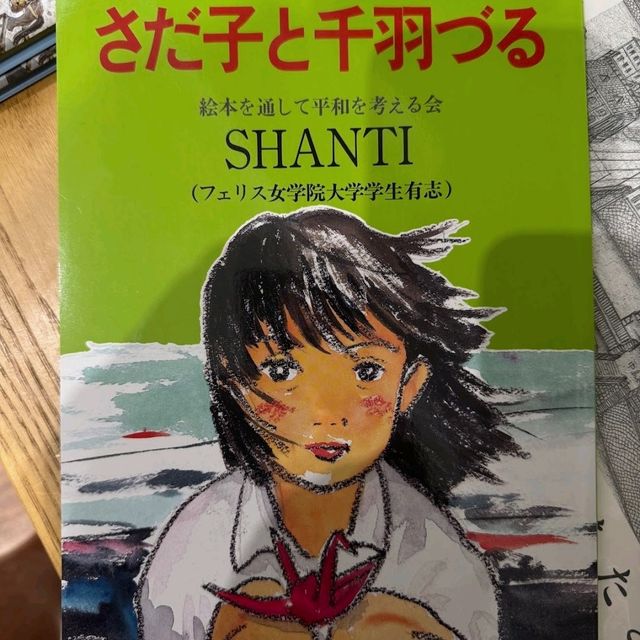 さだ子と千羽づる
絵本を通して平和を考える会
SHANTI
(フェリス女学院大学学生有志)
た